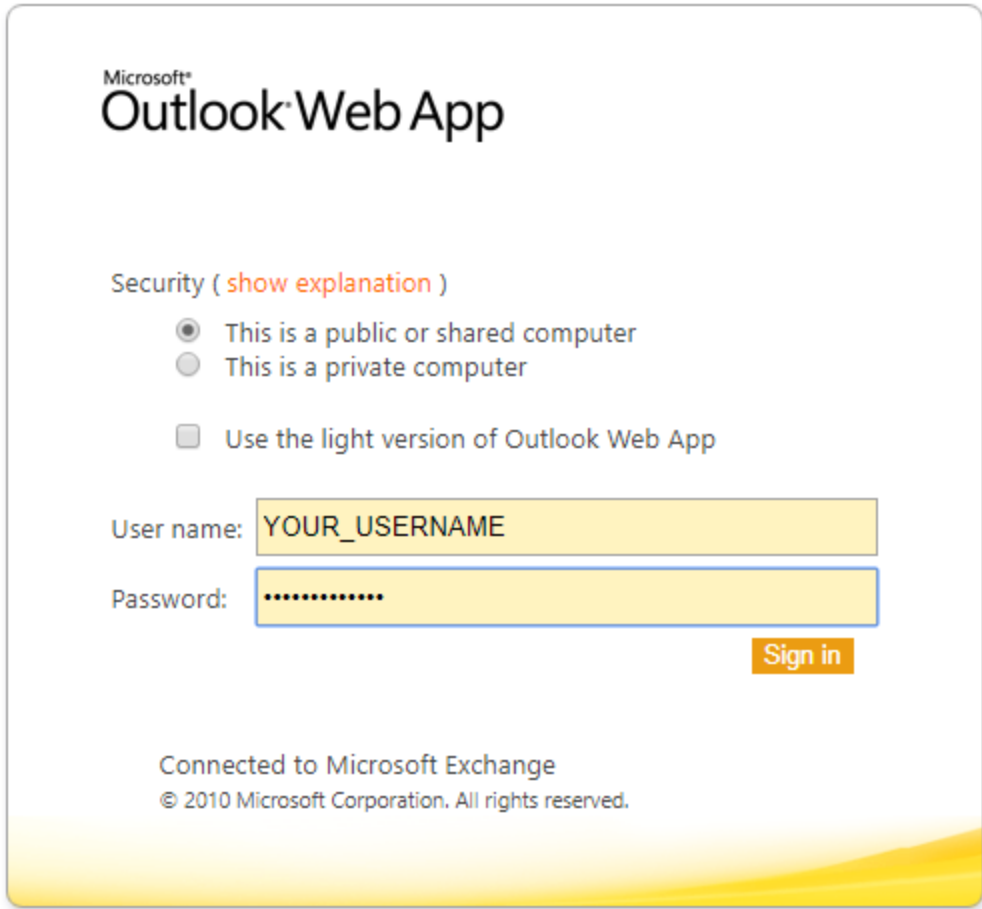 Microsoft®
Outlook® Web App
Security ( show explanation )
This is a public or shared computer
This is a private computer
Use the light version of Outlook Web App
User name: YOUR_USERNAME
Password: •••••••••••••
Sign in
Connected to Microsoft Exchange
© 2010 Microsoft Corporation. All rights reserved.